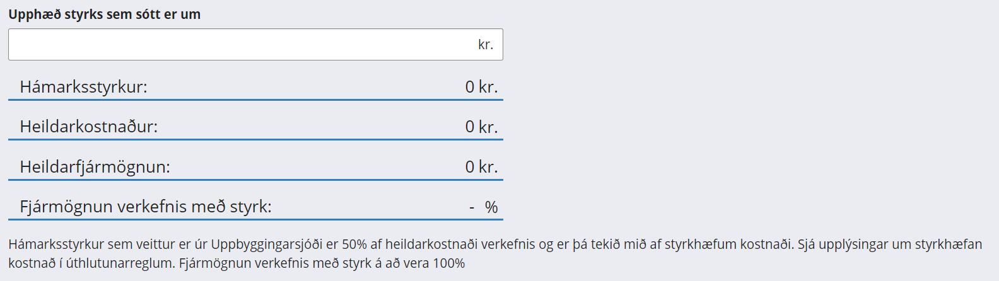 Upphæð styrks sem sótt er um
kr.
Hámarksstyrkur: 0 kr.
Heildarkostnaður: 0 kr.
Heildarfjármögnun: 0 kr.
Fjármögnun verkefnis með styrk: - %
Hámarksstyrkur sem veittur er úr Uppbyggingarsjóði er 50% af heildarkostnaði verkefnis og er þá tekið mið af styrkhæfum kostnaði. Sjá upplýsingar um styrkhæfan
kostnað í úthlutunarreglum. Fjármögnun verkefnis með styrk á að vera 100%